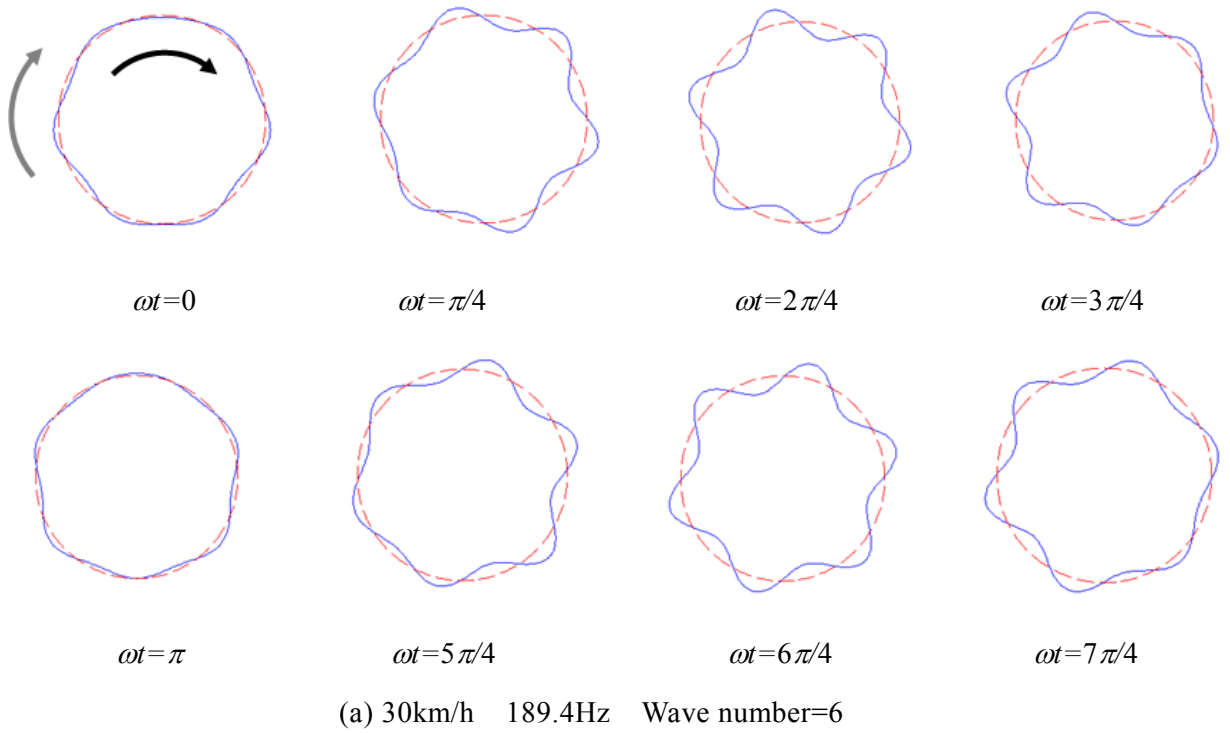 ωt=0 ωt=π/4 ωt=2π/4 ωt=3π/4
ωt=π ωt=5π/4 ωt=6π/4 ωt=7π/4
(a) 30km/h 189.4Hz Wave number=6